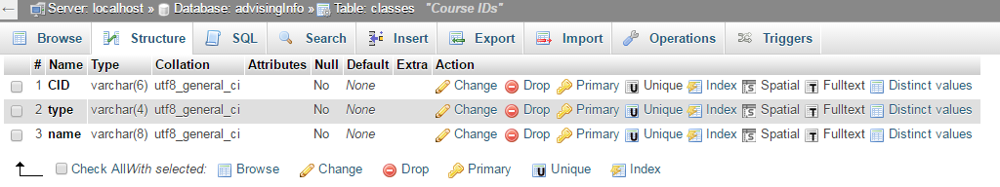 Server: localhost » Database: advisingInfo » Table: classes "Course IDs"
Browse Structure SQL Search Insert Export Import Operations Triggers
# Name Type Collation Attributes Null Default Extra Action
1 CID varchar(6) utf8_general_ci No None Change Drop Primary Unique Index Spatial Fulltext Distinct values
2 type varchar(4) utf8_general_ci No None Change Drop Primary Unique Index Spatial Fulltext Distinct values
3 name varchar(8) utf8_general_ci No None Change Drop Primary Unique Index Spatial Fulltext Distinct values
Check AllWith selected: Browse Change Drop Primary Unique Index